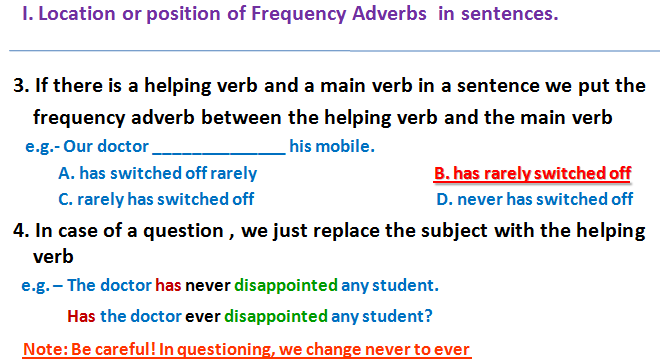 I. Location or position of Frequency Adverbs in sentences.
3. If there is a helping verb and a main verb in a sentence we put the
frequency adverb between the helping verb and the main verb
e.g.- Our doctor ______________ his mobile.
A. has switched off rarely B. has rarely switched off
C. rarely has switched off D. never has switched off
4. In case of a question , we just replace the subject with the helping
verb
e.g. – The doctor has never disappointed any student.
Has the doctor ever disappointed any student?
Note: Be careful! In questioning, we change never to ever